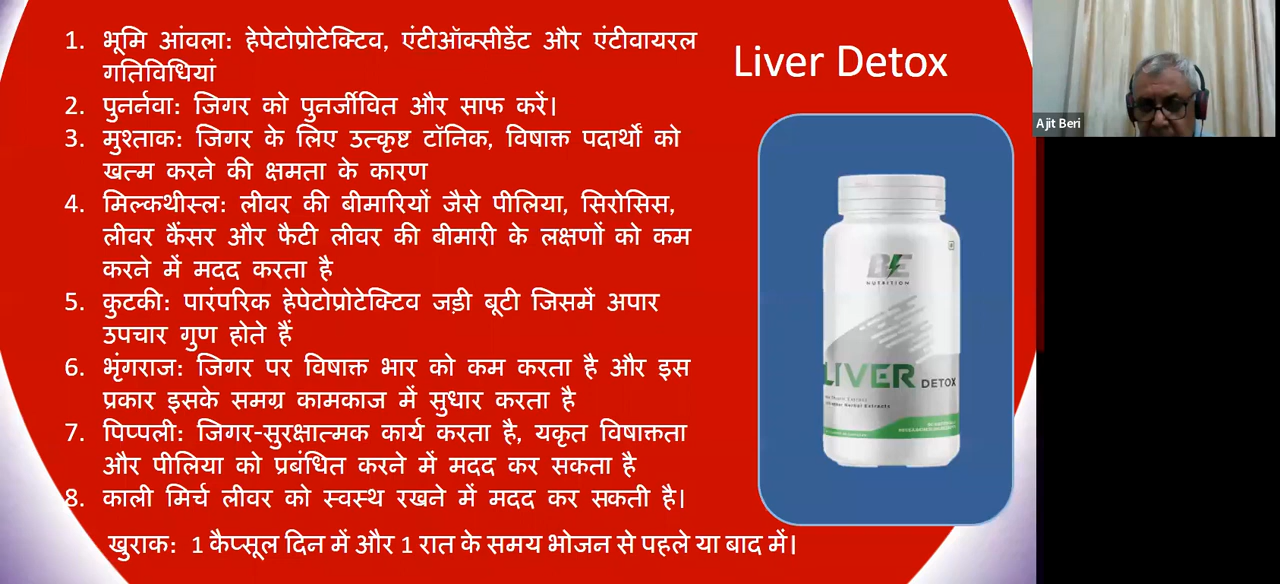 1. भूमि आंवला: हेपेटोप्रोटेक्टिव, एंटीऑक्सीडेंट और एंटीवायरल
गतिविधियां
2. पुनर्नवा: जिगर को पुनर्जीवित और साफ करें।
3. मुश्ताक: जिगर के लिए उत्कृष्ट टॉनिक, विषाक्त पदार्थों को
खत्म करने की क्षमता के कारण
4. मिल्कथीस्ल: लीवर की बीमारियों जैसे पीलिया, सिरोसिस,
लीवर कैंसर और फैटी लीवर की बीमारी के लक्षणों को कम
करने में मदद करता है
5. कुटकी: पारंपरिक हेपेटोप्रोटेक्टिव जड़ी बूटी जिसमें अपार
उपचार गुण होते हैं
6. भृंगराज: जिगर पर विषाक्त भार को कम करता है और इस
प्रकार इसके समग्र कामकाज में सुधार करता है
7. पिप्पली: जिगर-सुरक्षात्मक कार्य करता है, यकृत विषाक्तता
और पीलिया को प्रबंधित करने में मदद कर सकता है
8. काली मिर्च लीवर को स्वस्थ रखने में मदद कर सकती है।
खुराक: 1 कैप्सूल दिन में और 1 रात के समय भोजन से पहले या बाद में।
Liver Detox
BE
NUTRITION
LIVER DETOX
Herbal Extracts
Ajit Beri